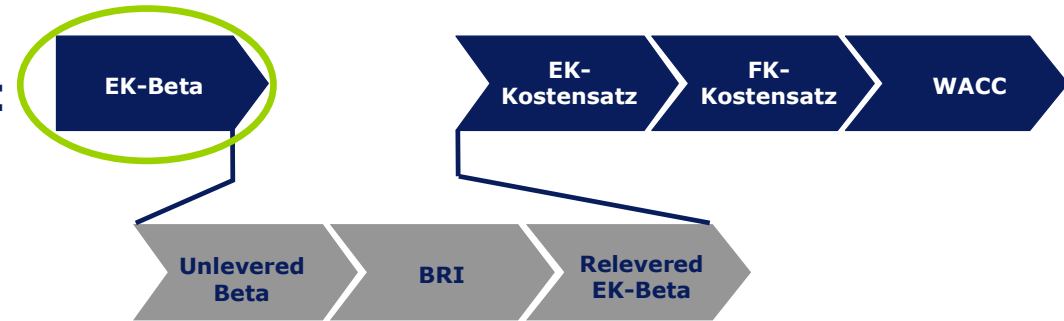 EK-Beta
EK-
Kostensatz
FK-
Kostensatz
WACC
Unlevered
Beta
BRI
Relevered
EK-Beta